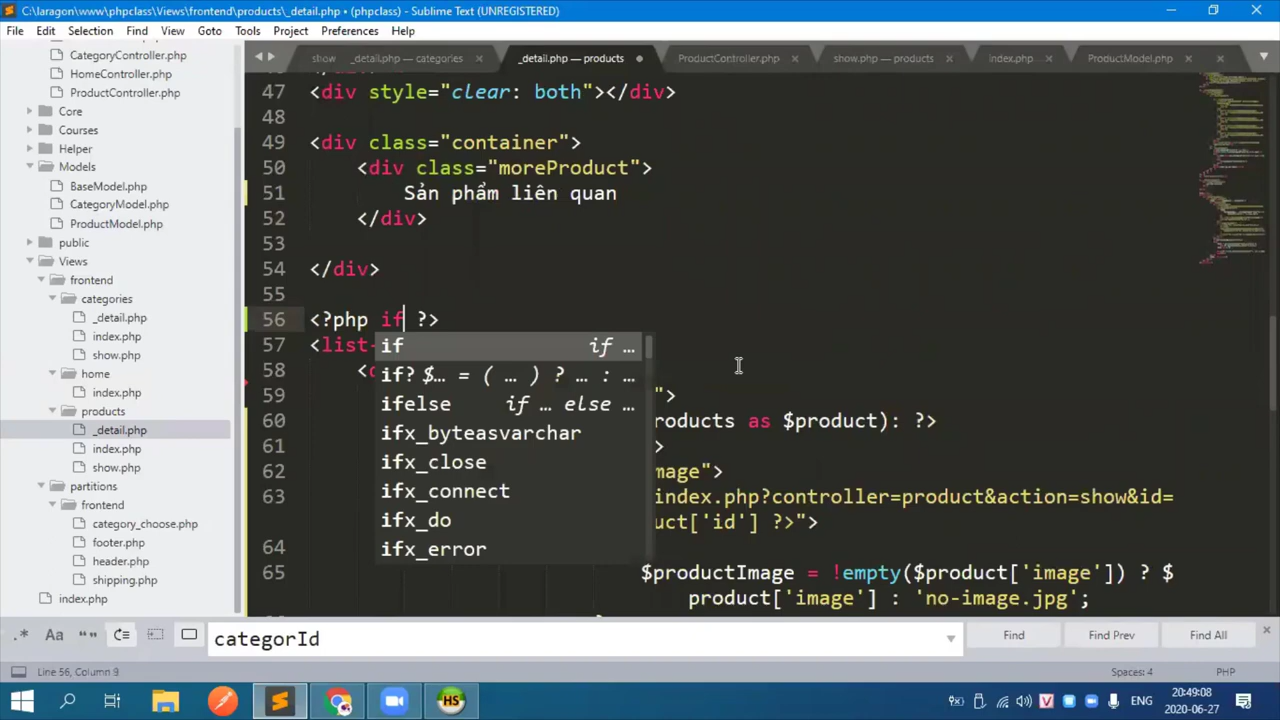 C:\laragon\www\phpclass\Views\frontend\products\_detail.php • (phpclass) - Sublime Text (UNREGISTERED)
File Edit Selection Find View Goto Tools Project Preferences Help
CategoryController.php
HomeController.php
ProductController.php
Core
Courses
Helper
Models
BaseModel.php
CategoryModel.php
ProductModel.php
public
Views
frontend
categories
_detail.php
index.php
show.php
home
index.php
products
_detail.php
index.php
show.php
partitions
frontend
category_choose.php
footer.php
header.php
shipping.php
index.php
show
_detail.php — categories
_detail.php — products
ProductController.php
show.php — products
index.php
ProductModel.php
47 <div style="clear: both"></div>
48
49 <div class="container">
50 <div class="moreProduct">
51 Sản phẩm liên quan
52 </div>
53
54 </div>
55
56 <?php if ?>
57 <list-
58
59 ">
60 roducts as $product): ?>
61 >
62 mage">
63 index.php?controller=product&action=show&id=
uct['id'] ?>">
64
65 $productImage = !empty($product['image']) ? $
product['image'] : 'no-image.jpg';
if if …
if? $… = ( … ) ? … : …
ifelse if … else …
ifx_byteasvarchar
ifx_close
ifx_connect
ifx_do
ifx_error
.* Aa “” categorId Find Find Prev Find All
Line 56, Column 9 Spaces: 4 PHP
HS V ENG 20:49:08
2020-06-27